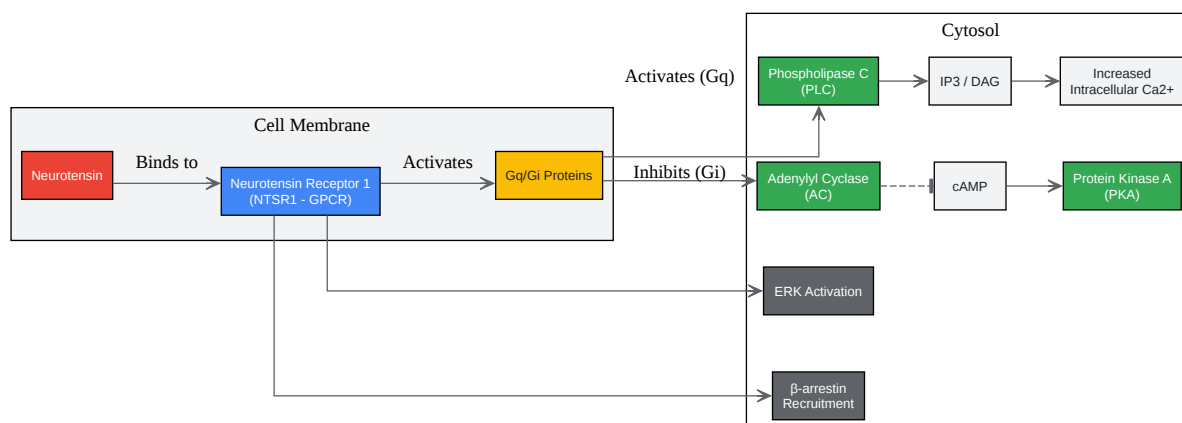 Cytosol
Activates (Gq)
Phospholipase C
(PLC)
IP3 / DAG
Increased
Intracellular Ca2+
Cell Membrane
Neurotensin
Binds to
Neurotensin Receptor 1
(NTSR1 - GPCR)
Activates
Gq/Gi Proteins
Inhibits (Gi)
Adenylyl Cyclase
(AC)
cAMP
Protein Kinase A
(PKA)
ERK Activation
β-arrestin
Recruitment